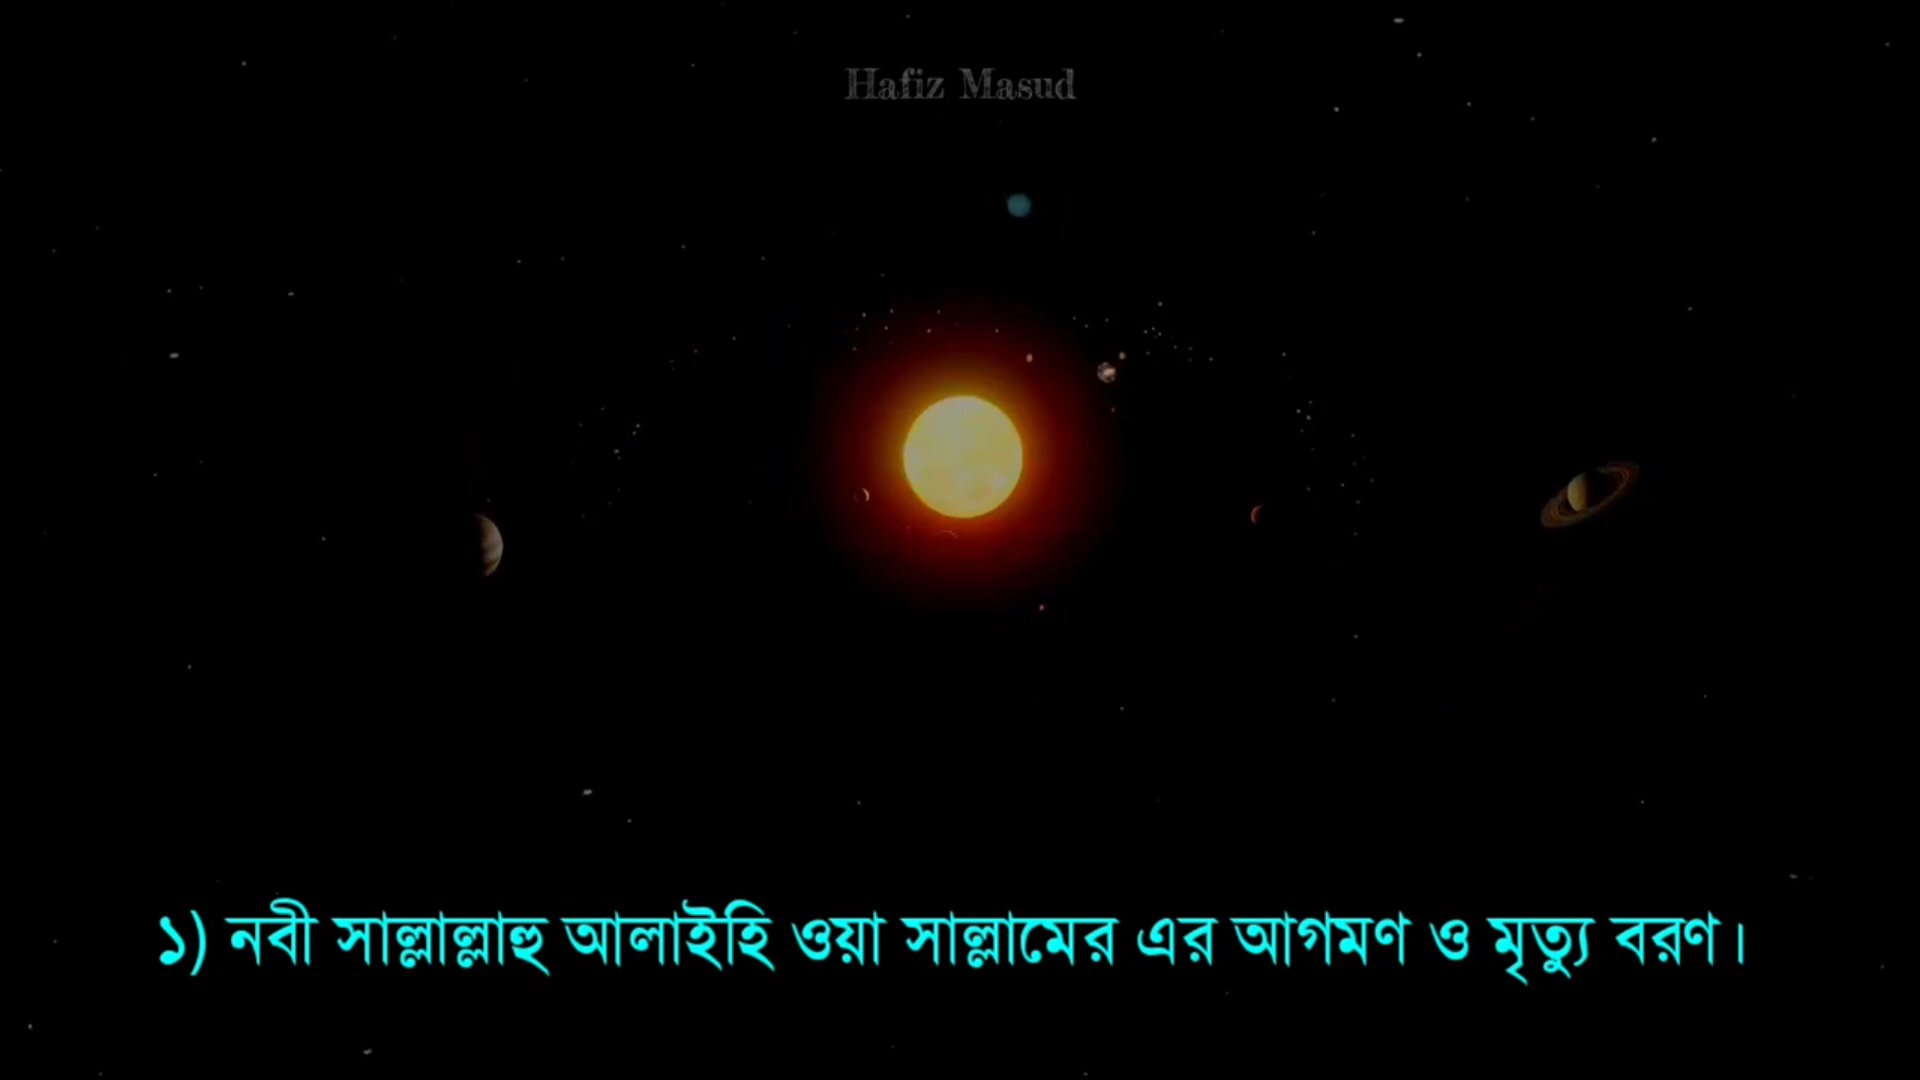 Hafiz Masud
১) নবী সাল্লাল্লাহু আলাইহি ওয়া সাল্লামের এর আগমণ ও মৃত্যু বরণ।